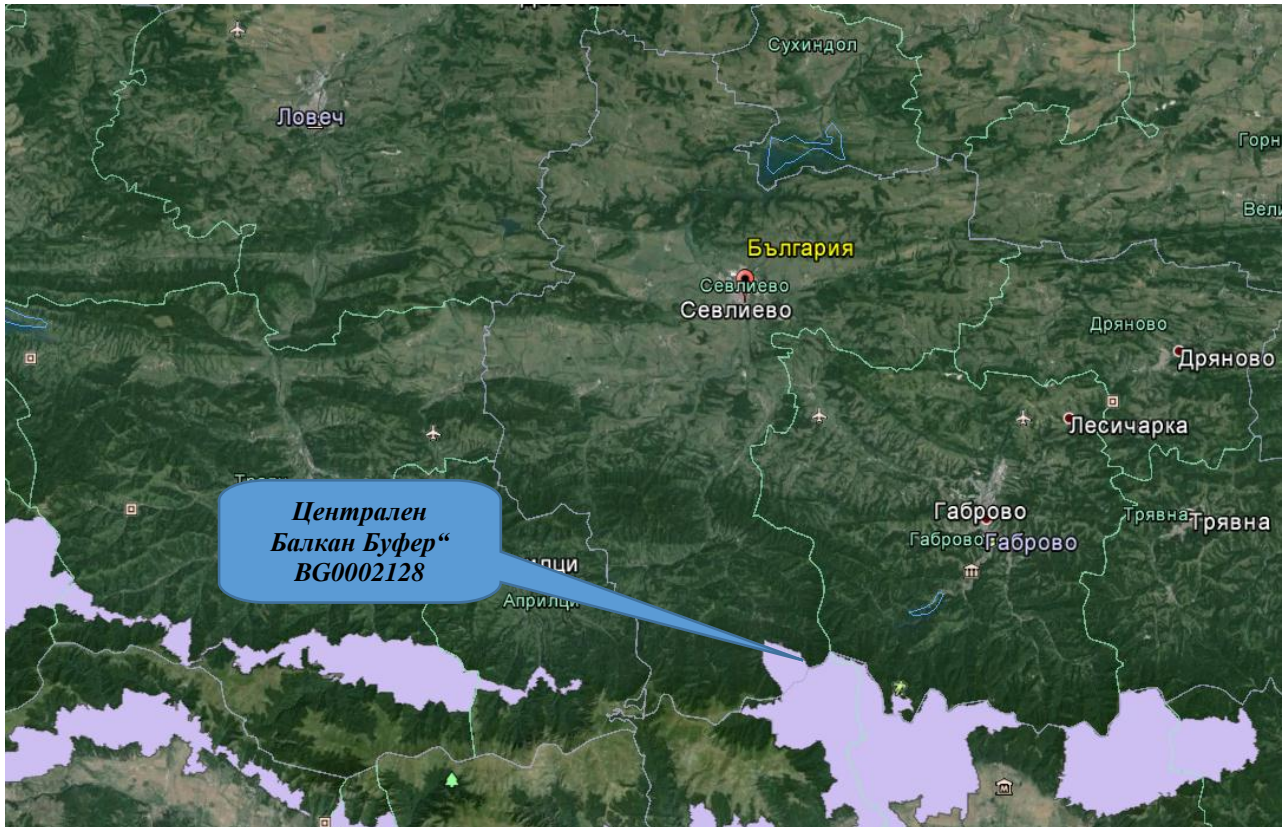 Сухиндол
Ловеч
Горн
Вели
България
Севлиево
Севлиево
Дряново
Дряново
Лесичарка
Централен
Балкан Буфер“
BG0002128
илци
Априлци
Габрово
Габрово
Габрово
Трявна
Трявна
M